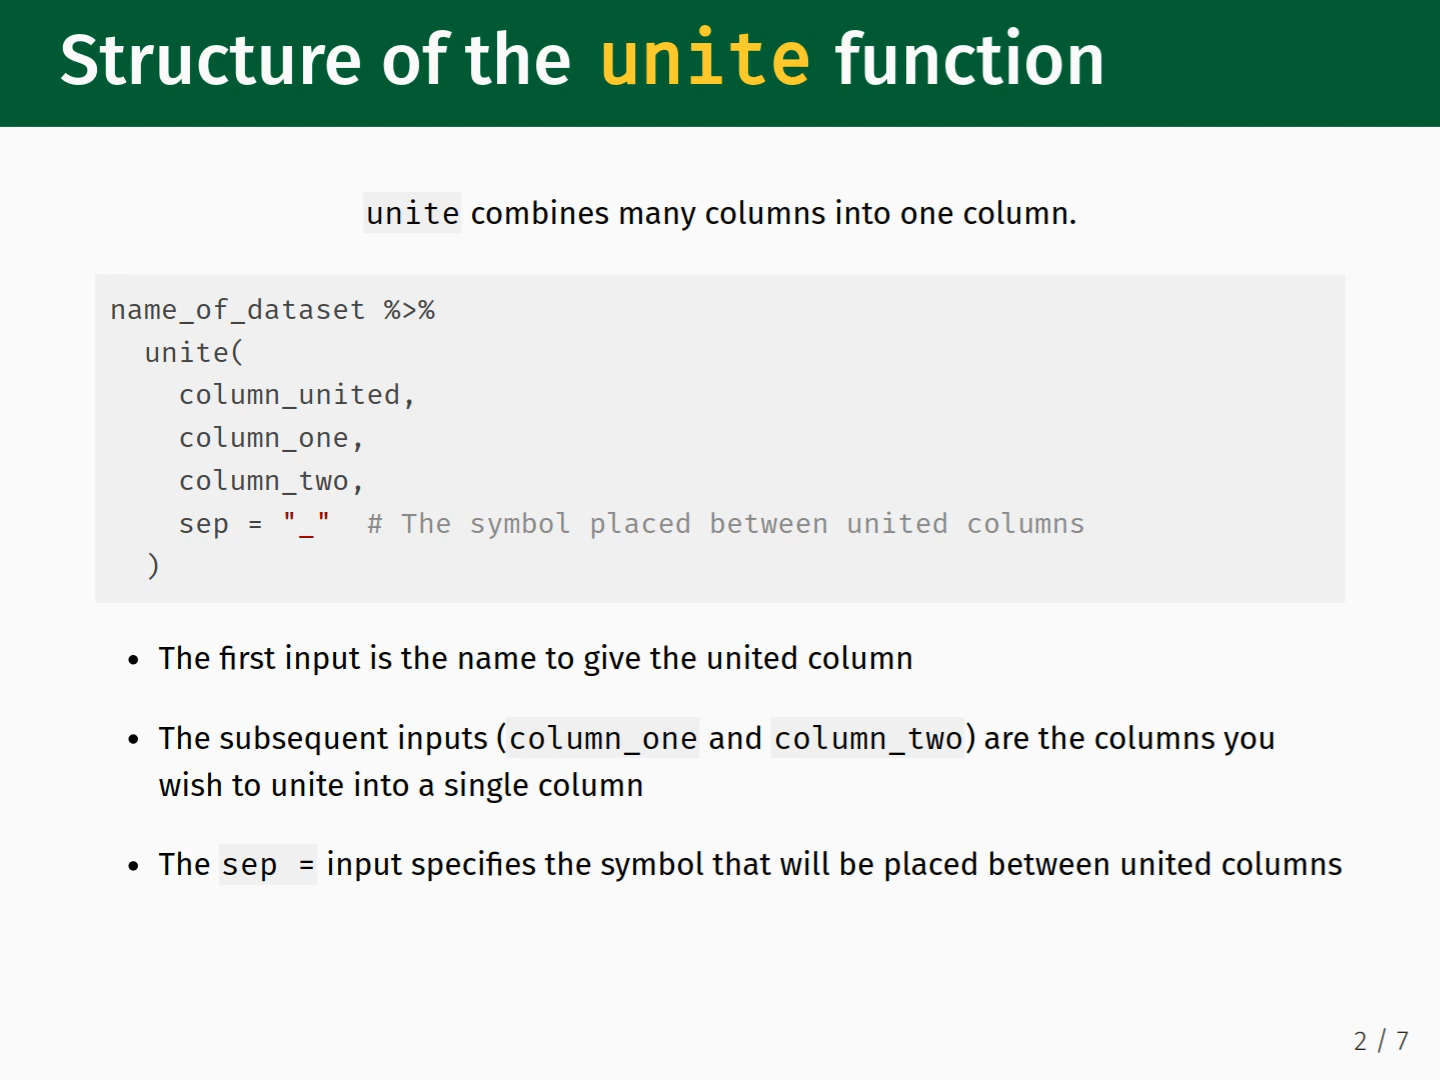 Structure of the unite function
unite combines many columns into one column.
name_of_dataset %>%
  unite(
    column_united,
    column_one,
    column_two,
    sep = "_"  # The symbol placed between united columns
  )
• The first input is the name to give the united column
• The subsequent inputs (column_one and column_two) are the columns you
wish to unite into a single column
• The sep = input specifies the symbol that will be placed between united columns
2 / 7